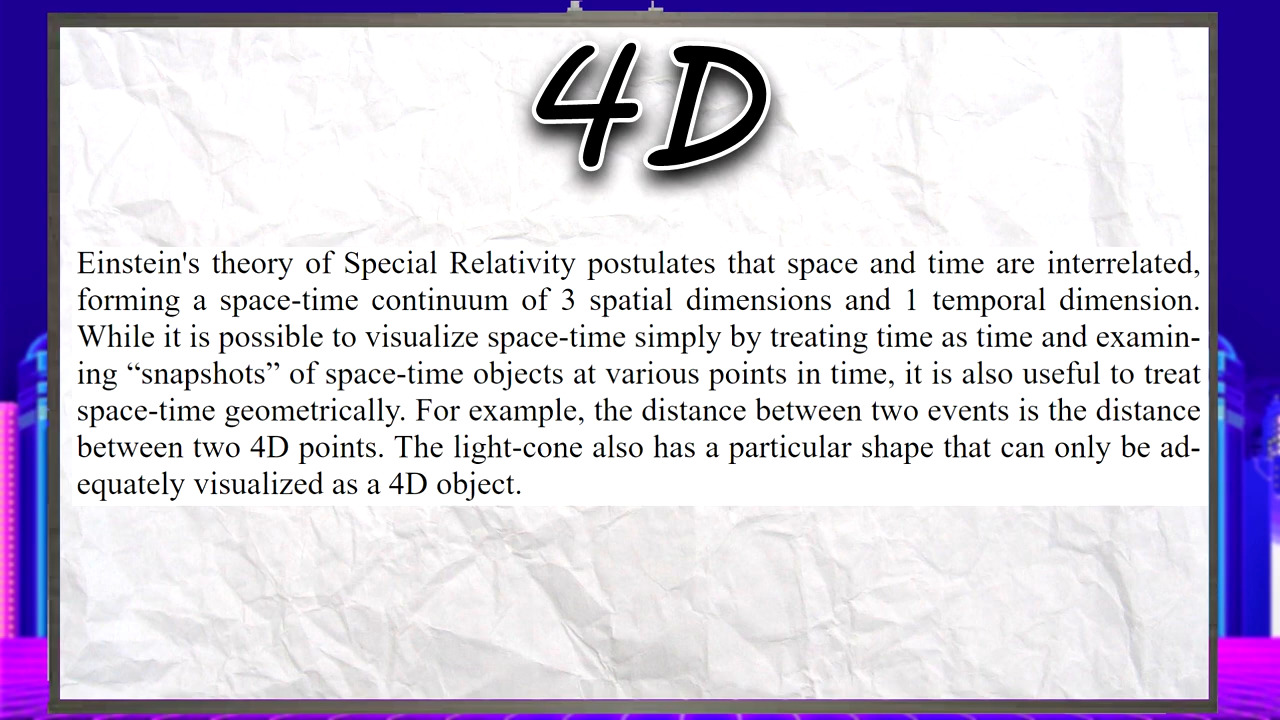 4D
Einstein's theory of Special Relativity postulates that space and time are interrelated,
forming a space-time continuum of 3 spatial dimensions and 1 temporal dimension.
While it is possible to visualize space-time simply by treating time as time and examin-
ing “snapshots” of space-time objects at various points in time, it is also useful to treat
space-time geometrically. For example, the distance between two events is the distance
between two 4D points. The light-cone also has a particular shape that can only be ad-
equately visualized as a 4D object.